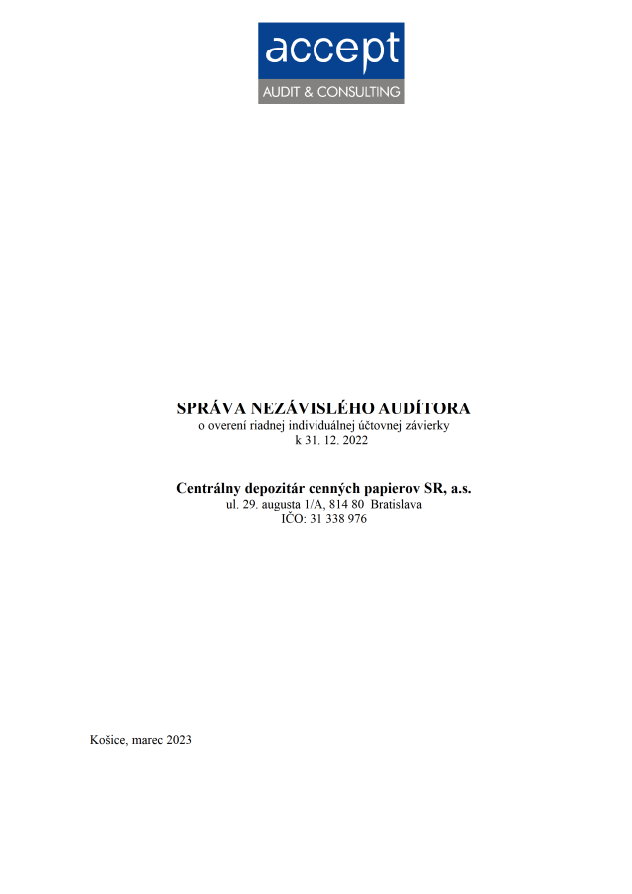 accept
AUDIT & CONSULTING
SPRÁVA NEZÁVISLÉHO AUDÍTORA
o overení riadnej individuálnej účtovnej závierky
k 31. 12. 2022
Centrálny depozitár cenných papierov SR, a.s.
ul. 29. augusta 1/A, 814 80 Bratislava
IČO: 31 338 976
Košice, marec 2023